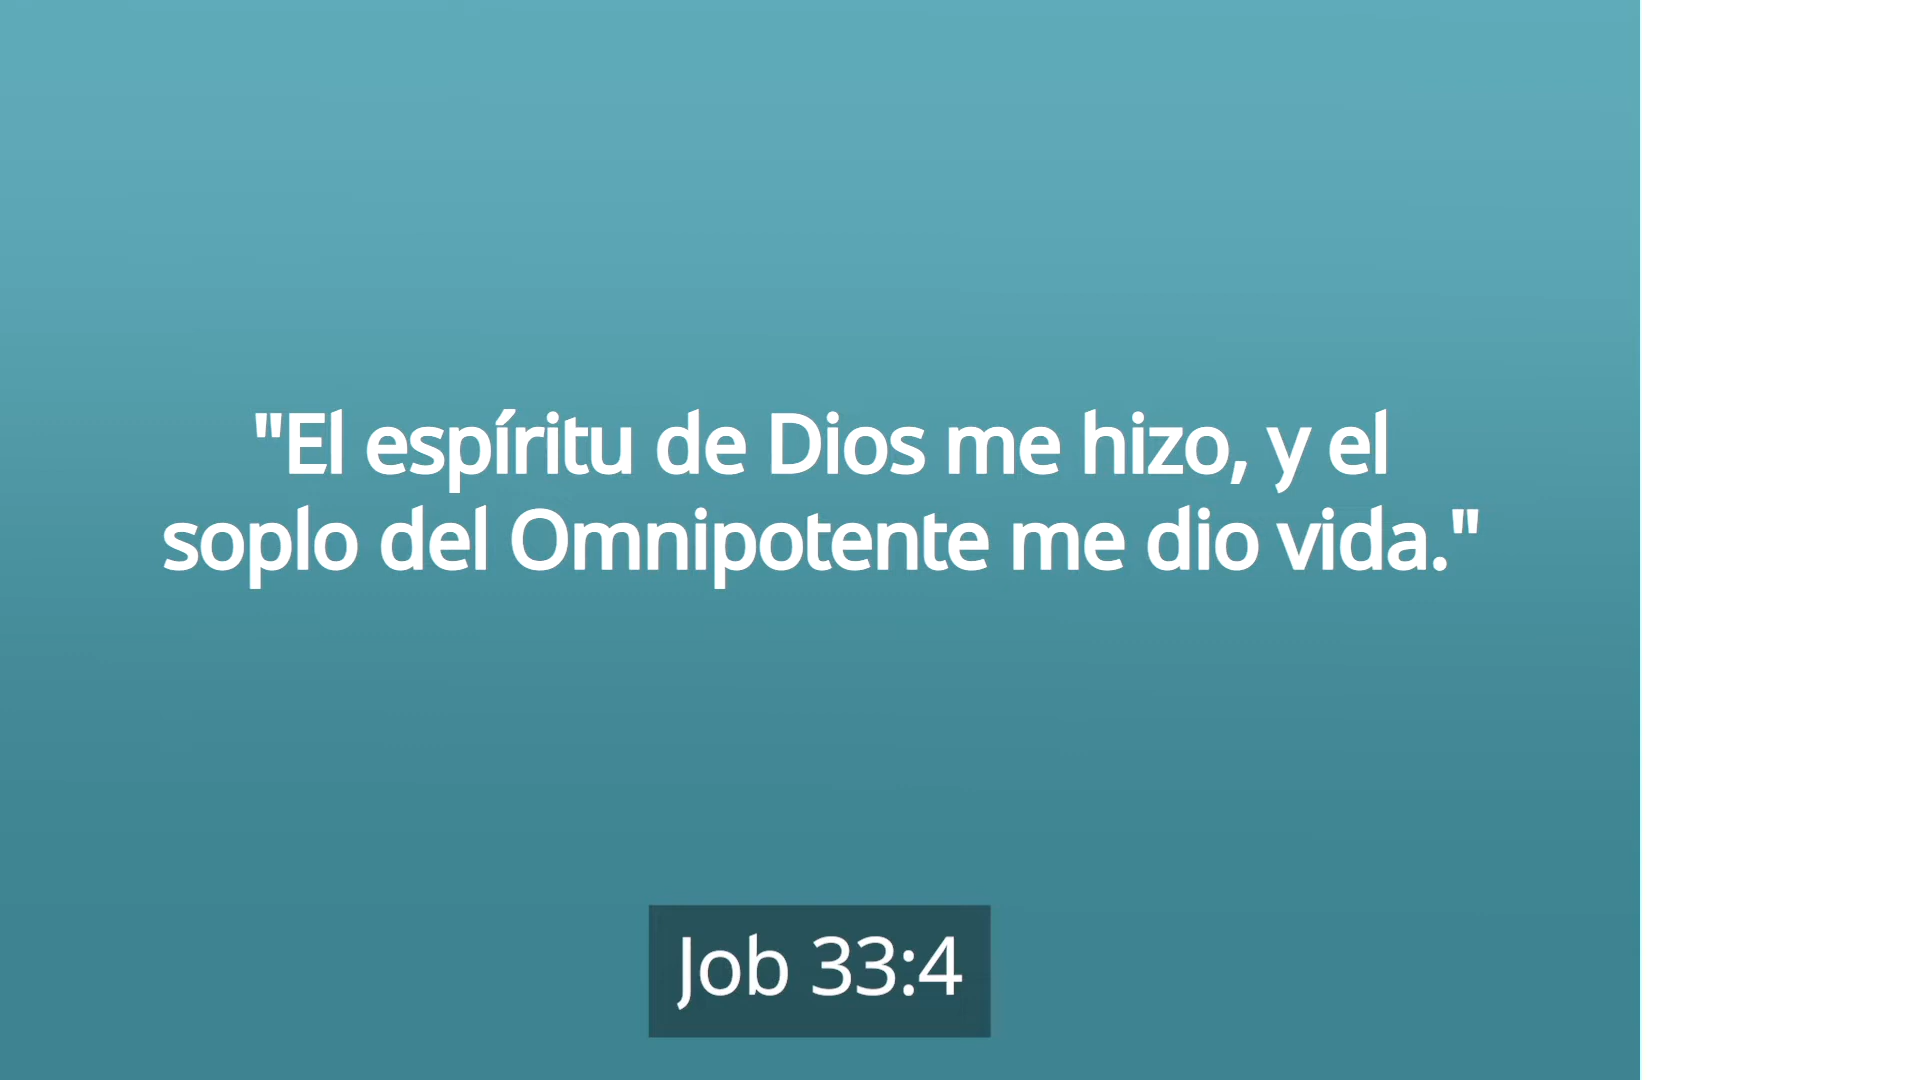 "El espíritu de Dios me hizo, y el
soplo del Omnipotente me dio vida."
Job 33:4